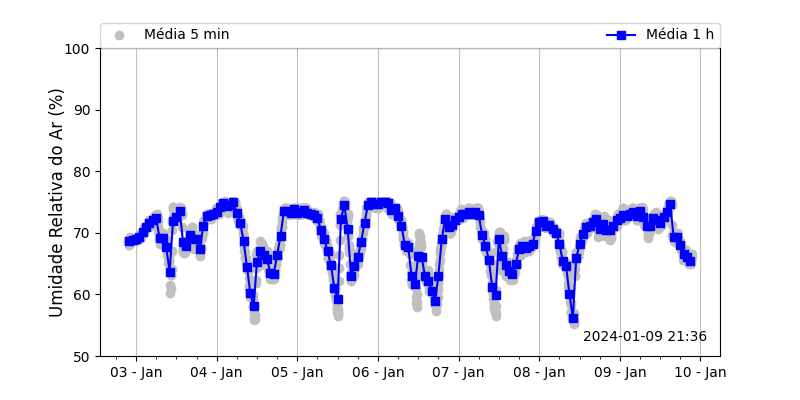 Média 5 min
Média 1 h
Umidade Relativa do Ar (%)
100
90
80
70
60
50
2024-01-09 21:36
03 - Jan
04 - Jan
05 - Jan
06 - Jan
07 - Jan
08 - Jan
09 - Jan
10 - Jan